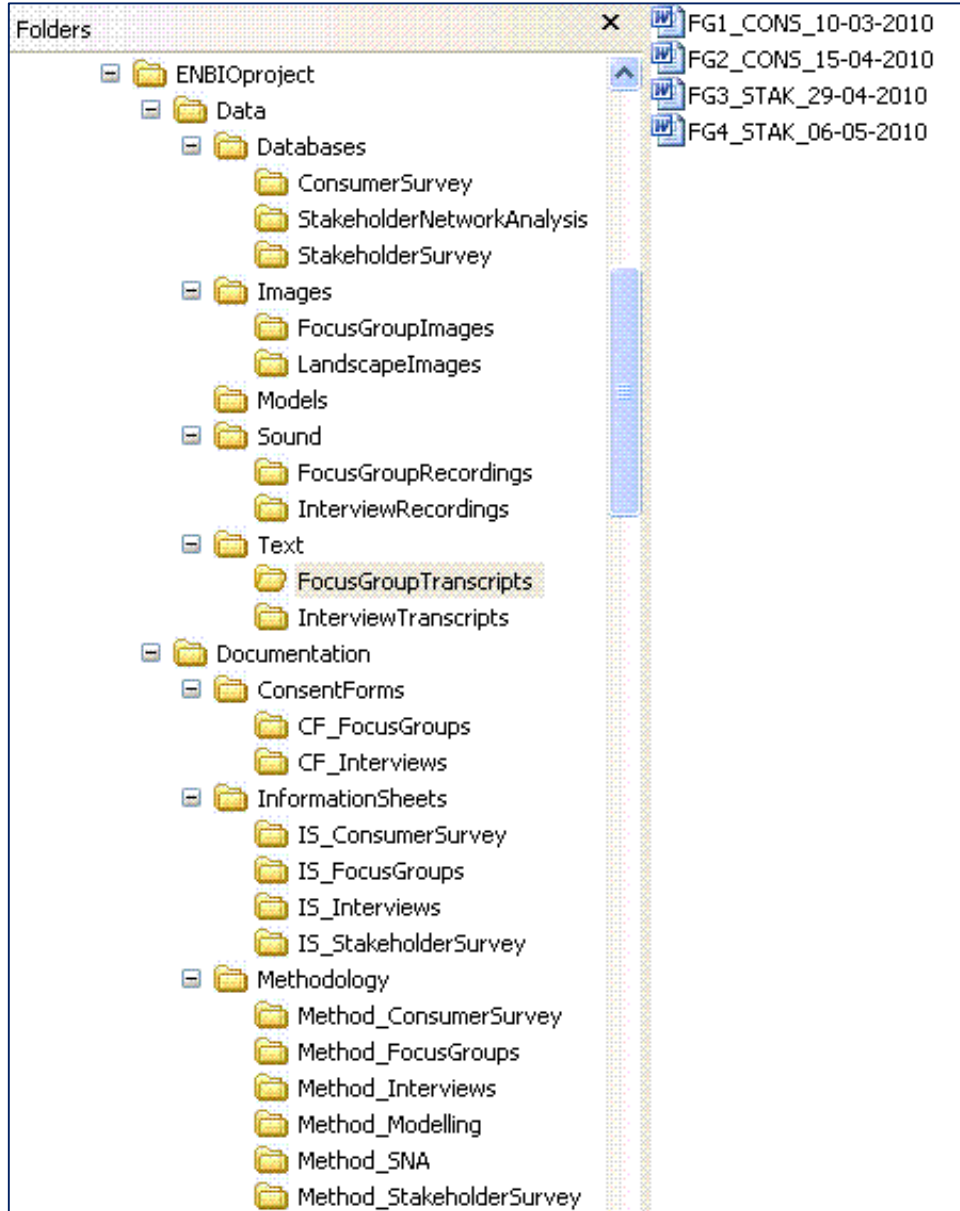 Folders
ENBIOproject
Data
Databases
ConsumerSurvey
StakeholderNetworkAnalysis
StakeholderSurvey
Images
FocusGroupImages
LandscapeImages
Models
Sound
FocusGroupRecordings
InterviewRecordings
Text
FocusGroupTranscripts
InterviewTranscripts
Documentation
ConsentForms
CF_FocusGroups
CF_Interviews
InformationSheets
IS_ConsumerSurvey
IS_FocusGroups
IS_Interviews
IS_StakeholderSurvey
Methodology
Method_ConsumerSurvey
Method_FocusGroups
Method_Interviews
Method_Modelling
Method_SNA
Method_StakeholderSurvey
FG1_CONS_10-03-2010
FG2_CONS_15-04-2010
FG3_STAK_29-04-2010
FG4_STAK_06-05-2010